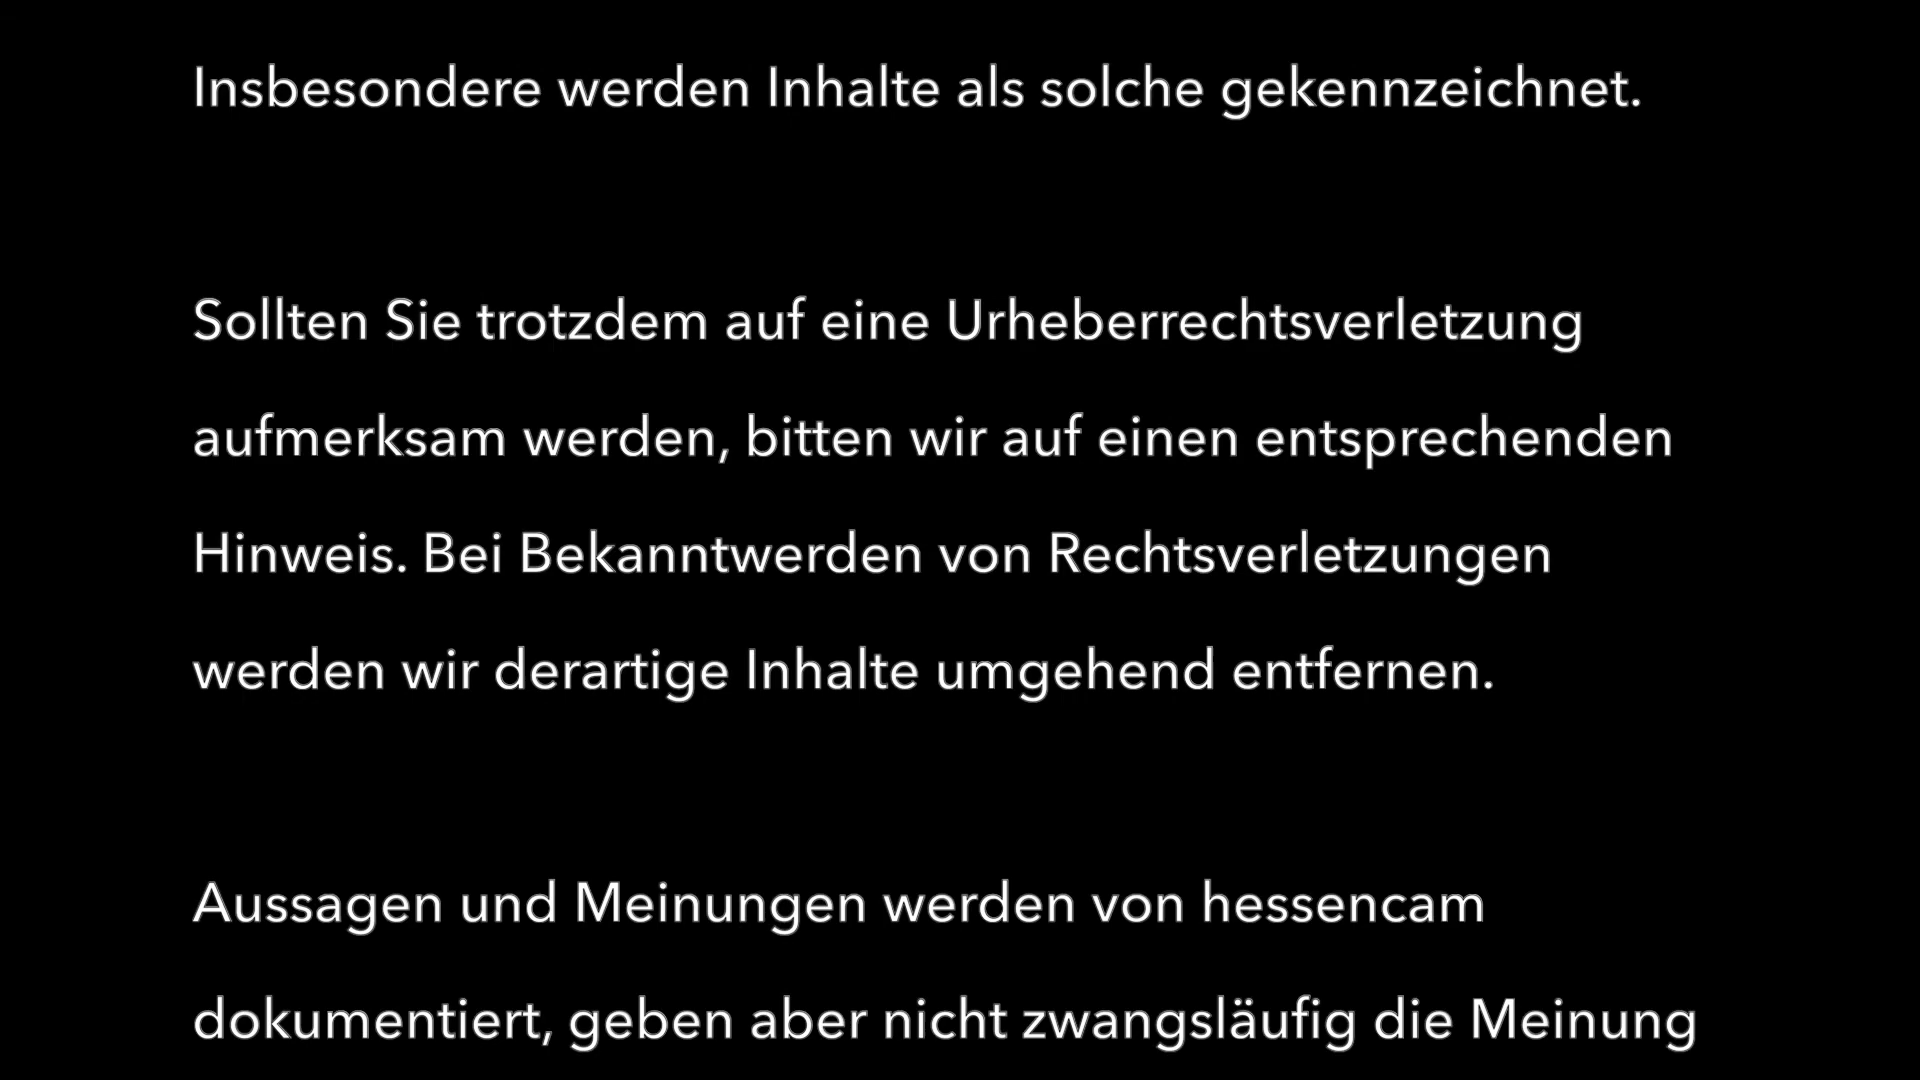 Insbesondere werden Inhalte als solche gekennzeichnet.
Sollten Sie trotzdem auf eine Urheberrechtsverletzung
aufmerksam werden, bitten wir auf einen entsprechenden
Hinweis. Bei Bekanntwerden von Rechtsverletzungen
werden wir derartige Inhalte umgehend entfernen.
Aussagen und Meinungen werden von hessencam
dokumentiert, geben aber nicht zwangsläufig die Meinung